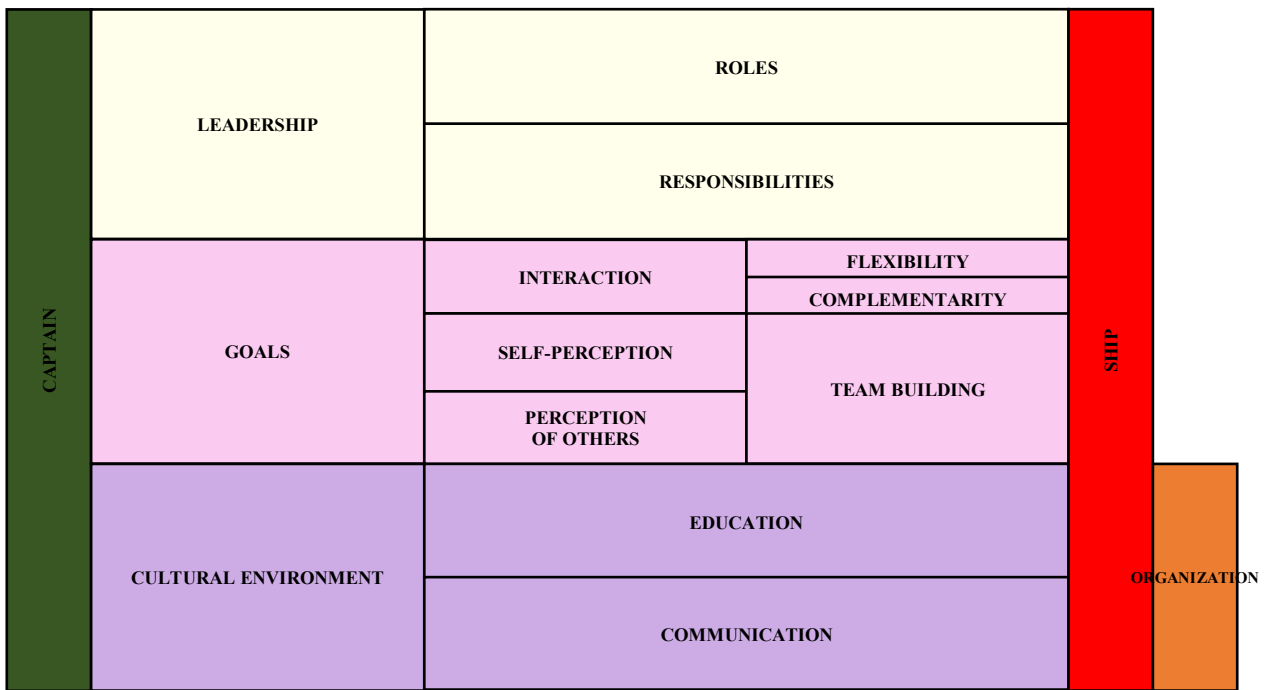 CAPTAIN
LEADERSHIP
ROLES
RESPONSIBILITIES
GOALS
INTERACTION
FLEXIBILITY
COMPLEMENTARITY
SELF-PERCEPTION
TEAM BUILDING
PERCEPTION
OF OTHERS
CULTURAL ENVIRONMENT
EDUCATION
COMMUNICATION
SHIP
ORGANIZATION